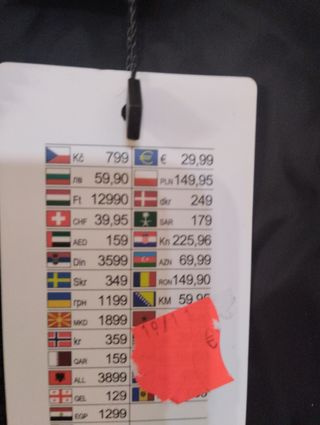 Kč 799 € 29,99
лв 59,90 PLN 149,95
Ft 12990 dkr 249
CHF 39,95 SAR 179
AED 159 Kn 225,96
Din 3599 AZN 69,99
Skr 349 RON 149,90
грн 1199 KM 59,95
MKD 1899
kr 359
QAR 159
ALL 3899
GEL 129
EGP 1299